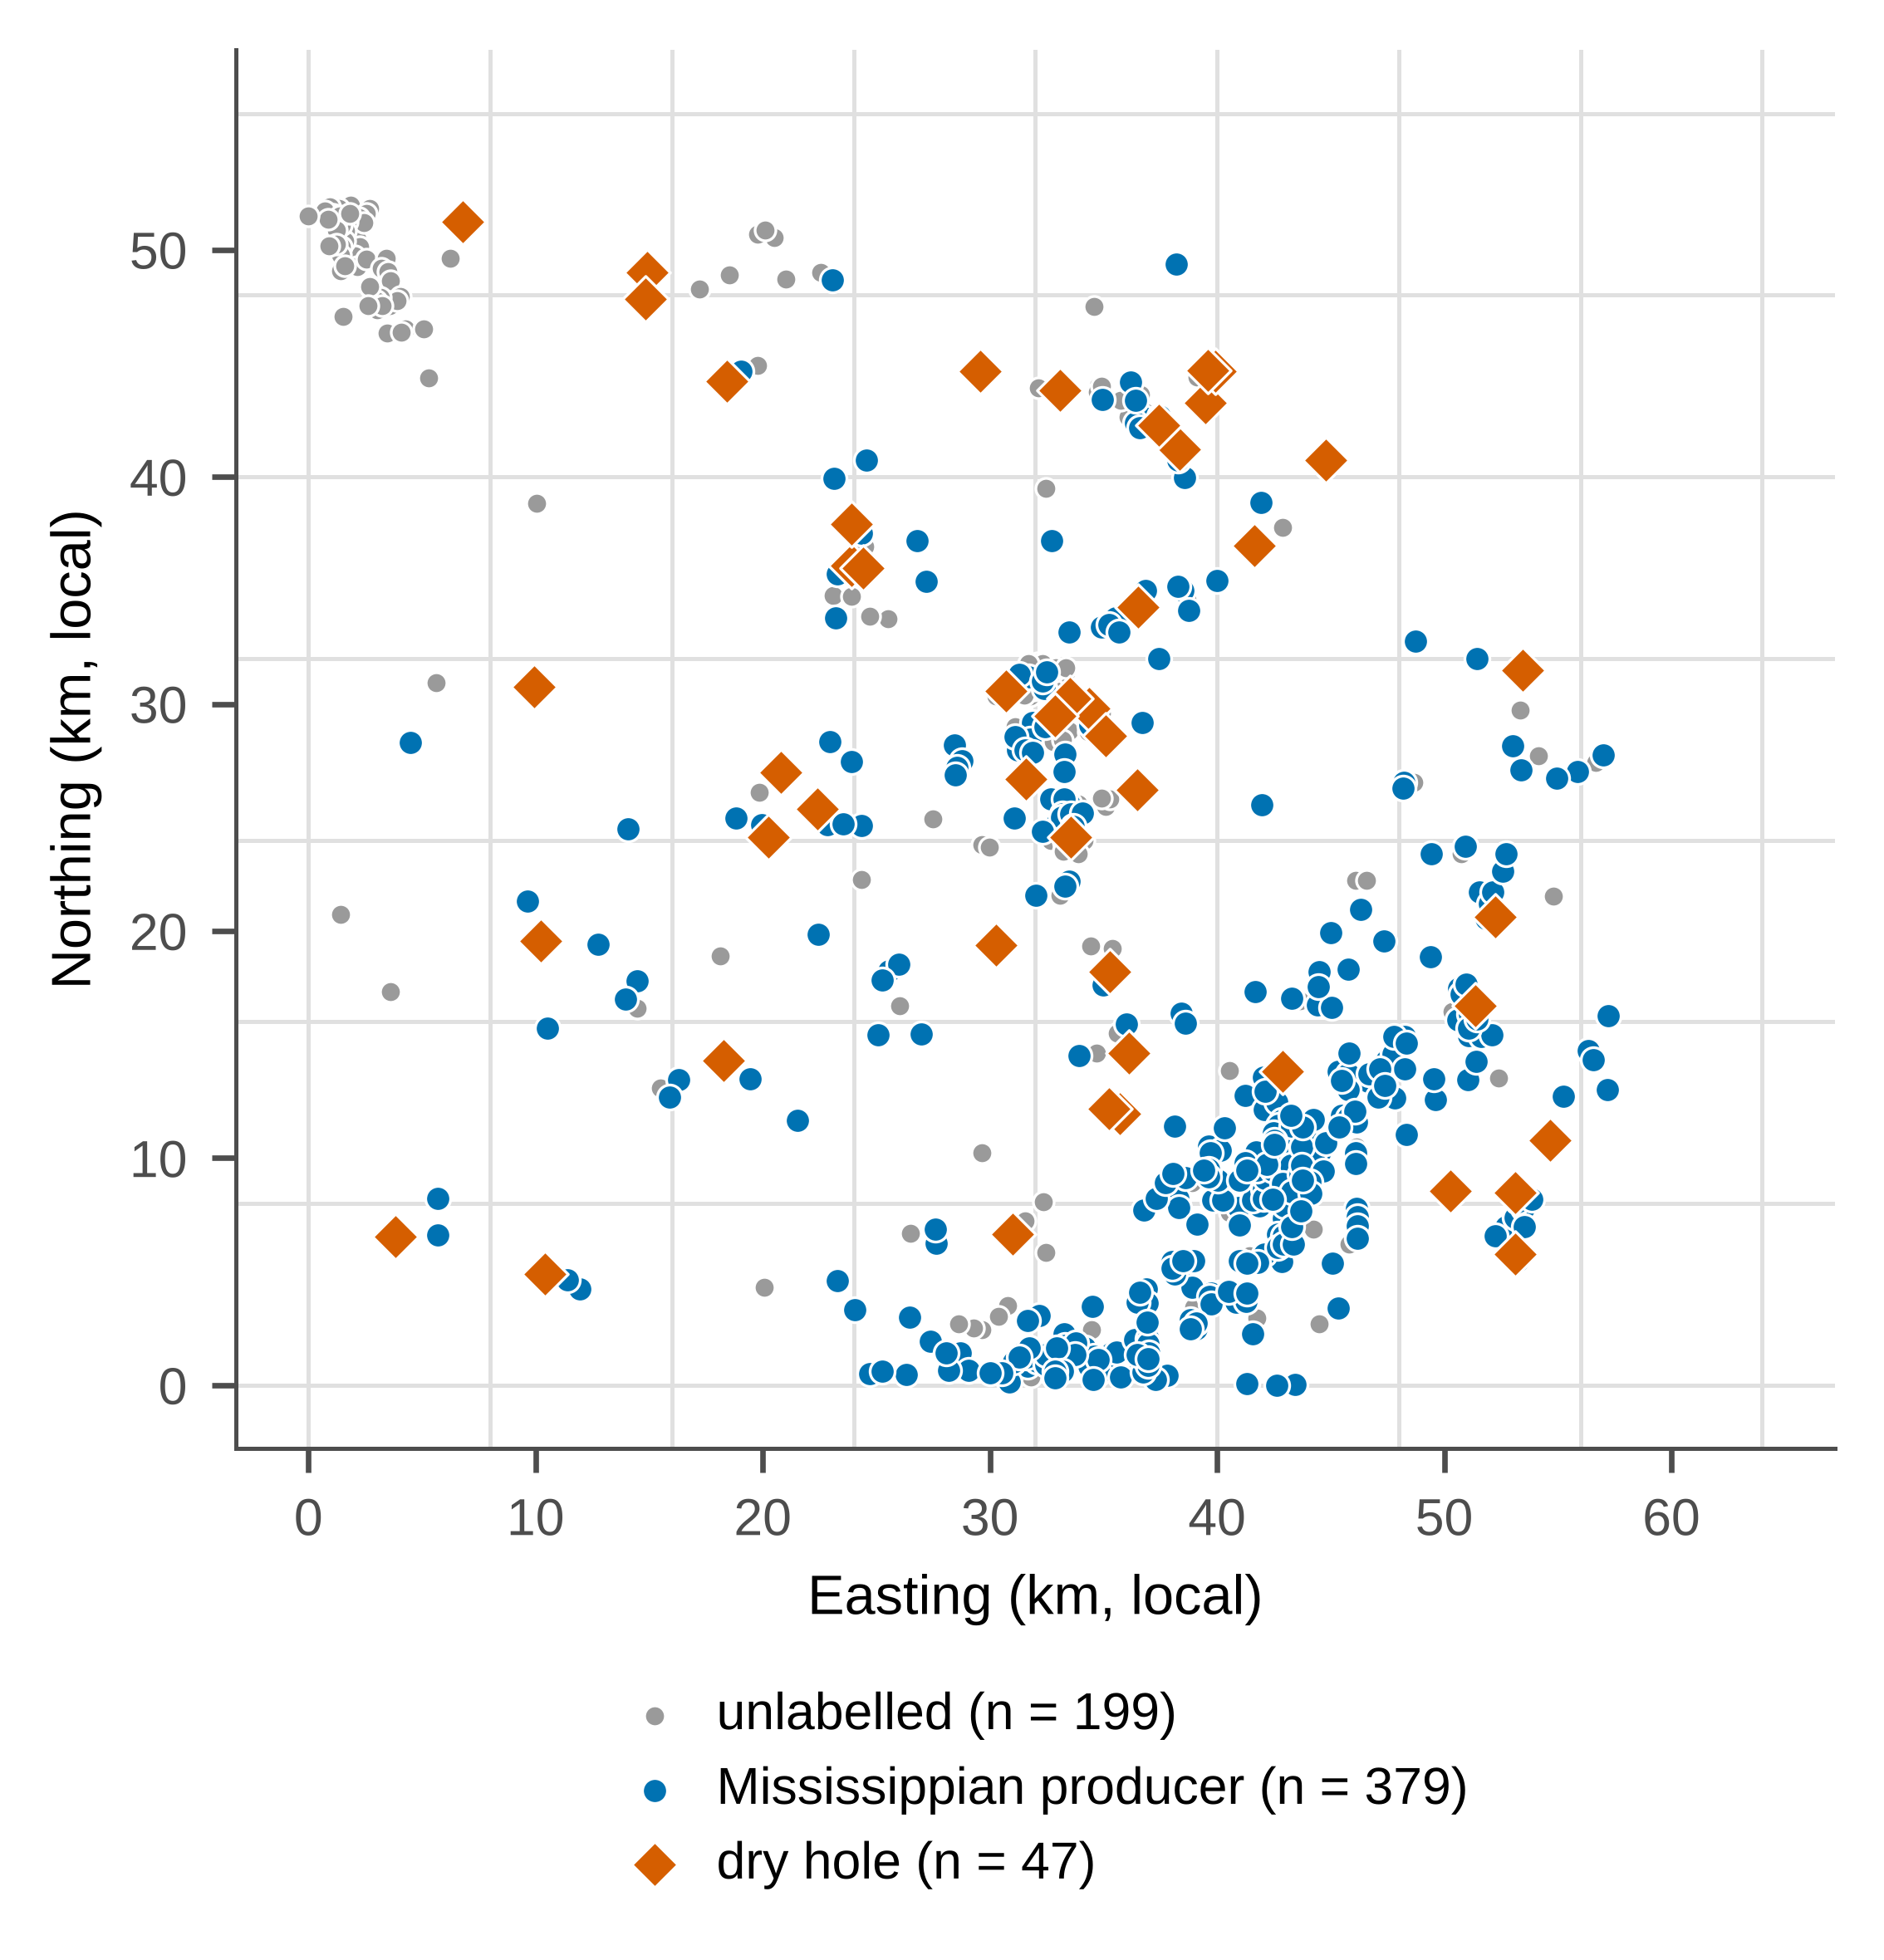 Northing (km, local)
50
40
30
20
10
0
0 10 20 30 40 50 60
Easting (km, local)
unlabelled (n = 199)
Mississippian producer (n = 379)
dry hole (n = 47)